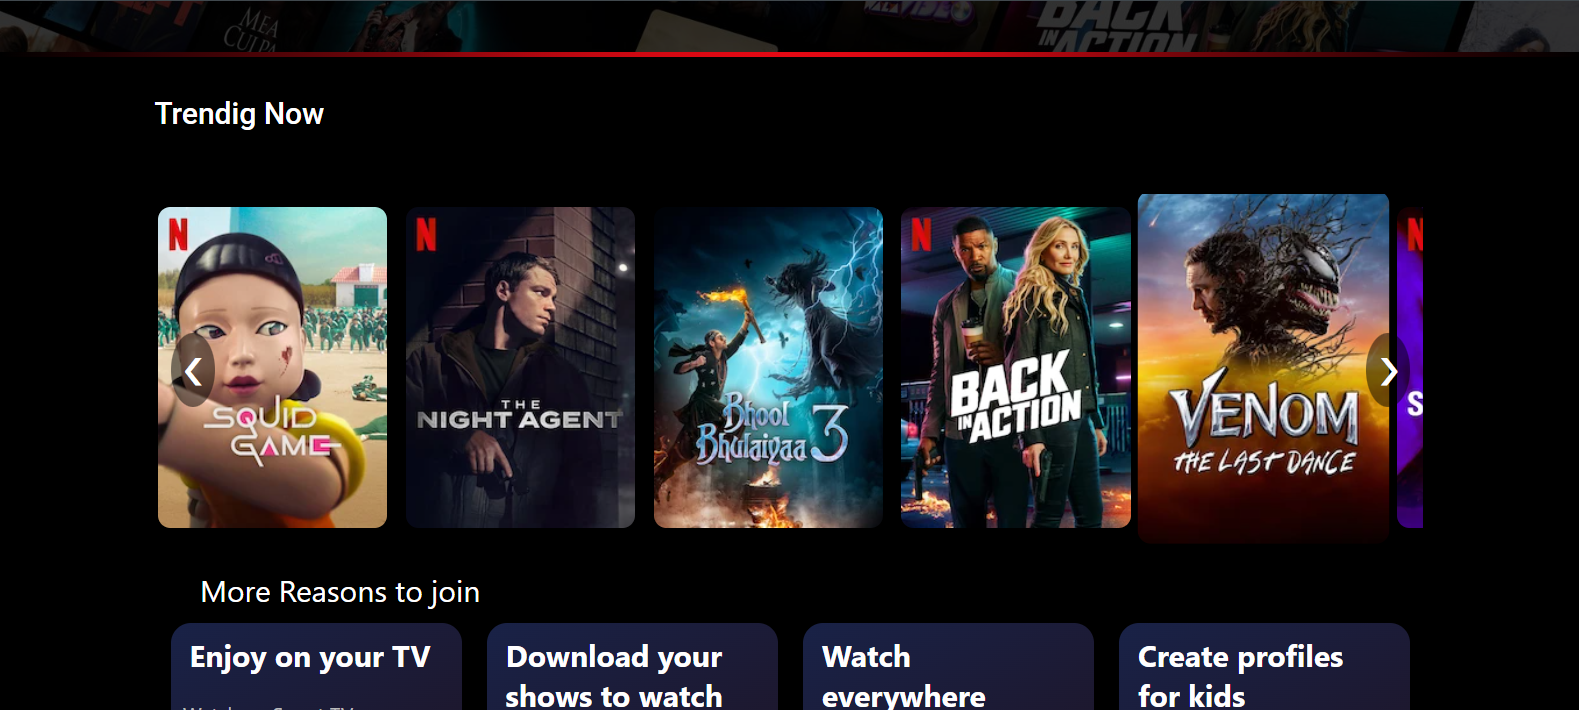 MEA
CULPA
BACK
IN ACTION
Trendig Now
N
SQUID
GAME
N
THE
NIGHT AGENT
Bhool
Bhulaiyaa 3
N
BACK
IN ACTION
VENOM
THE LAST DANCE
N
S
More Reasons to join
Enjoy on your TV
Download your
shows to watch
Watch
everywhere
Create profiles
for kids